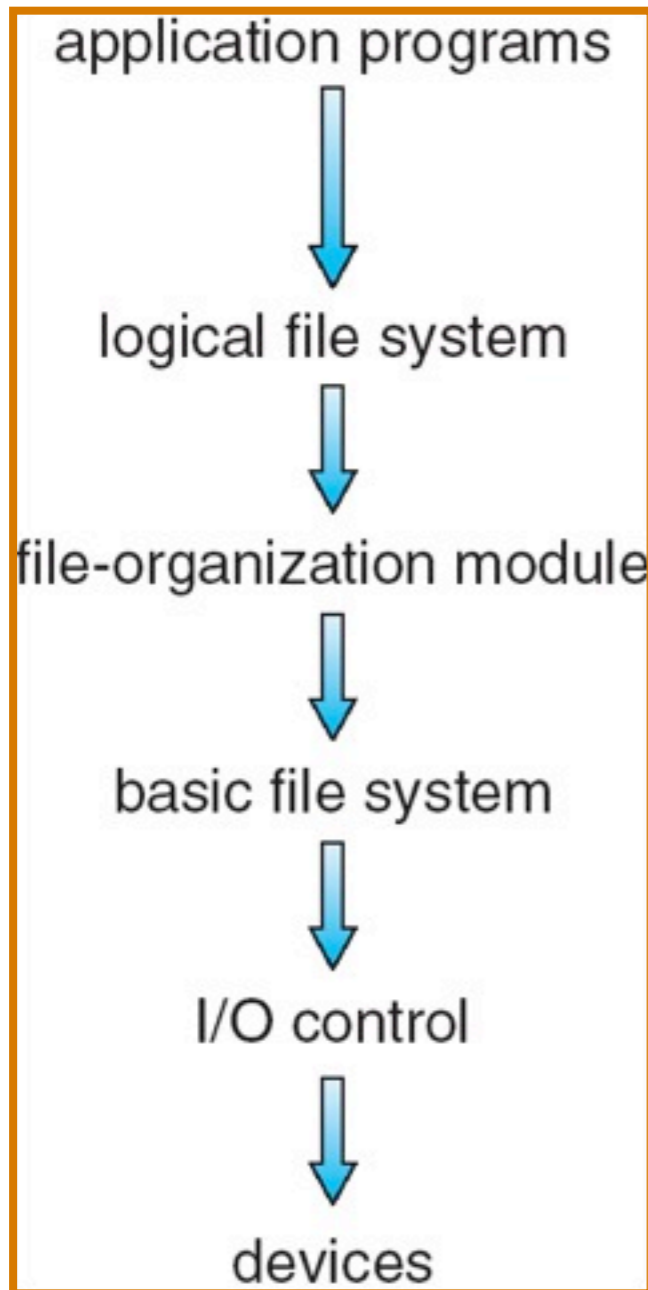 application programs
logical file system
file-organization module
basic file system
I/O control
devices